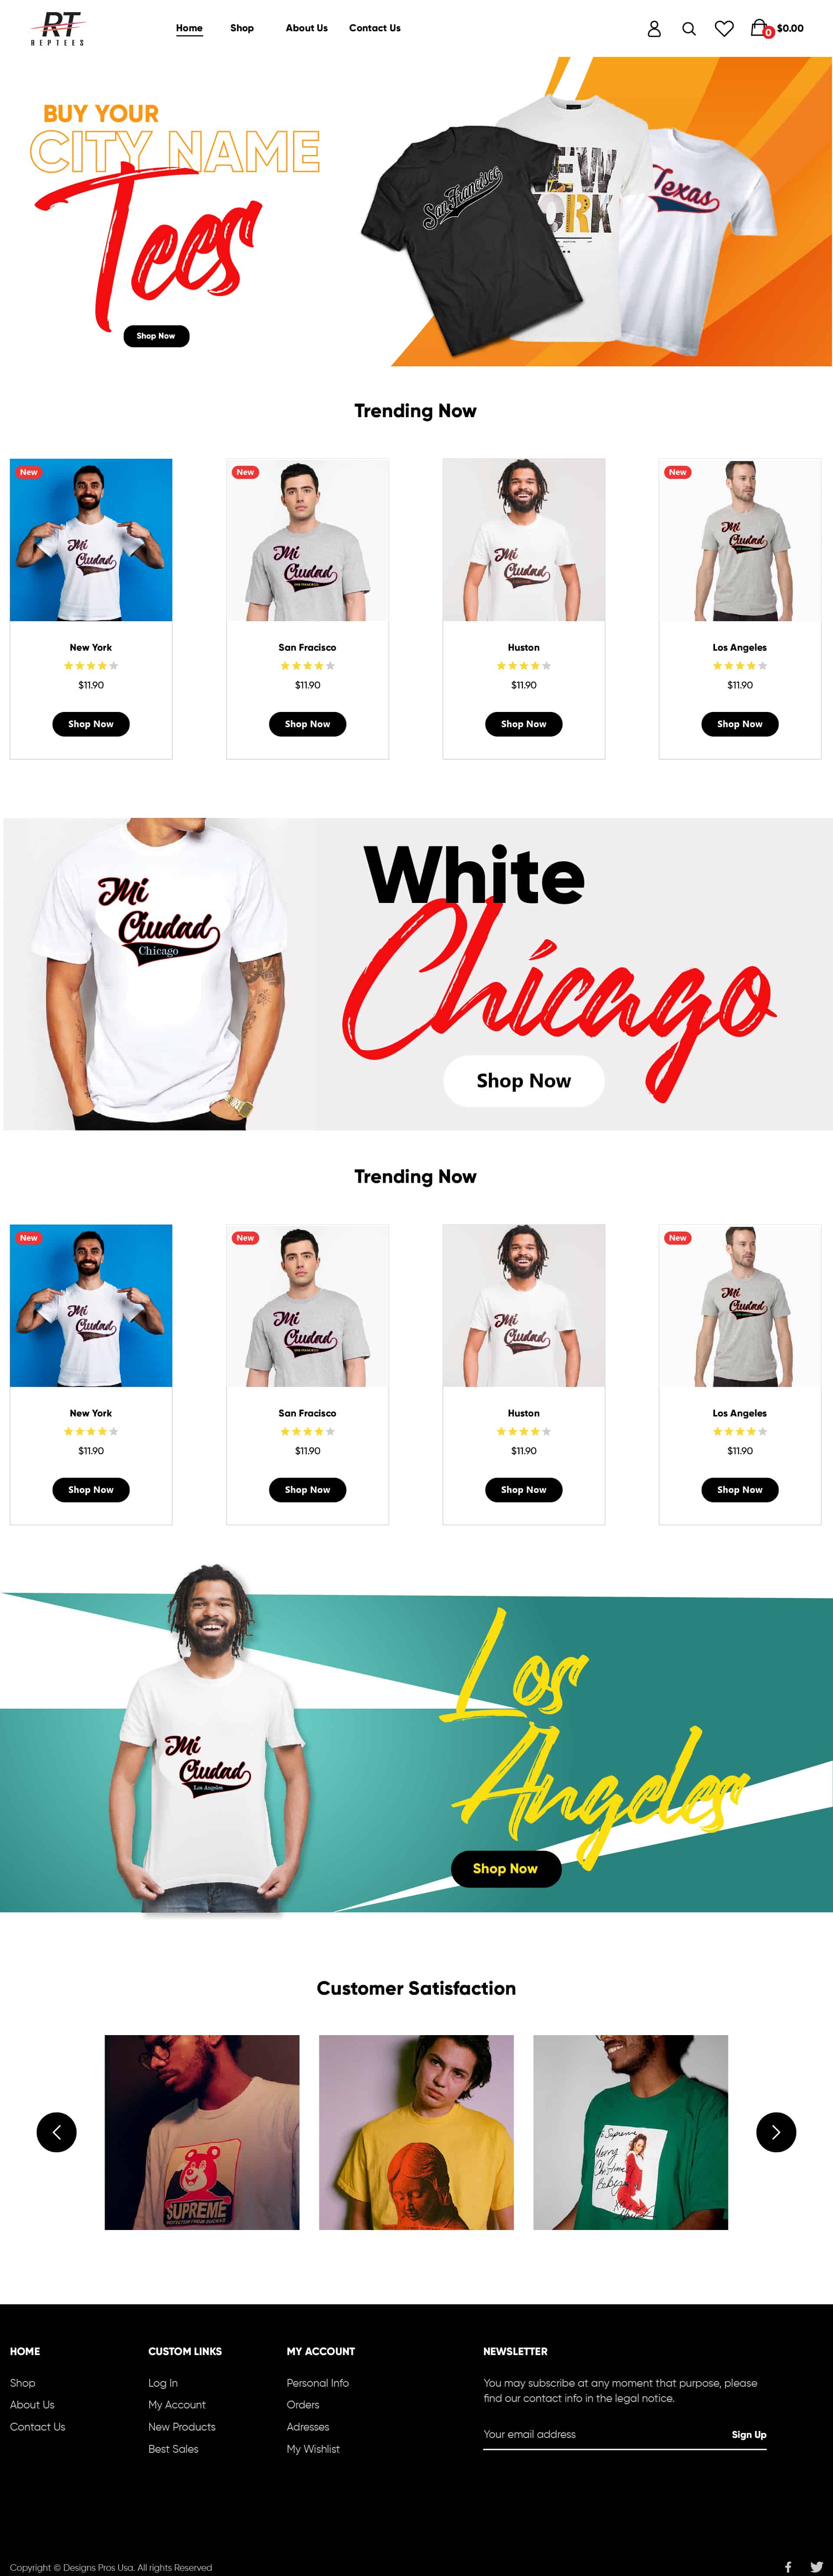 RT
REPTEES
Home Shop About Us Contact Us
0 $0.00
BUY YOUR
CITY NAME
Tees
Shop Now
San Francisco
Texas
Trending Now
New New New
Mi Ciudad
Mi Ciudad
SAN FRANCISCO
Mi Ciudad
Mi Ciudad
New York San Fracisco Huston Los Angeles
$11.90 $11.90 $11.90 $11.90
Shop Now Shop Now Shop Now Shop Now
Mi
Ciudad
Chicago
White
Chicago
Shop Now
Trending Now
New New New
Mi Ciudad
Mi Ciudad
SAN FRANCISCO
Mi Ciudad
Mi Ciudad
New York San Fracisco Huston Los Angeles
$11.90 $11.90 $11.90 $11.90
Shop Now Shop Now Shop Now Shop Now
Mi
Ciudad
Los Angeles
Los
Angeles
Shop Now
Customer Satisfaction
SUPREME
Supreme
Merry
HOME CUSTOM LINKS MY ACCOUNT NEWSLETTER
Shop Log In Personal Info You may subscribe at any moment that purpose, please
find our contact info in the legal notice.
About Us My Account Orders
Contact Us New Products Adresses Your email address Sign Up
Best Sales My Wishlist
Copyright © Designs Pros Usa. All rights Reserved